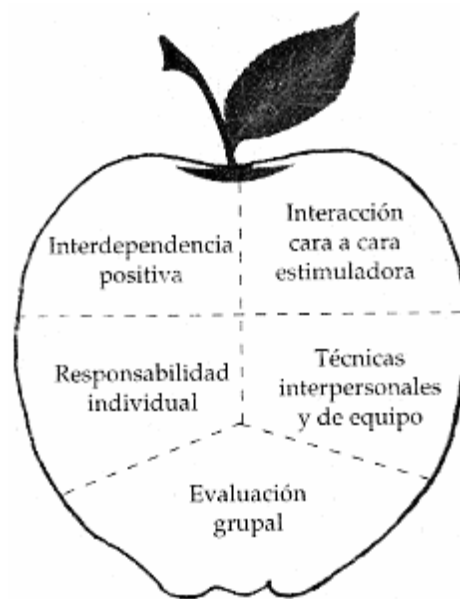 Interdependencia
positiva
Interacción
cara a cara
estimuladora
Responsabilidad
individual
Técnicas
interpersonales
y de equipo
Evaluación
grupal